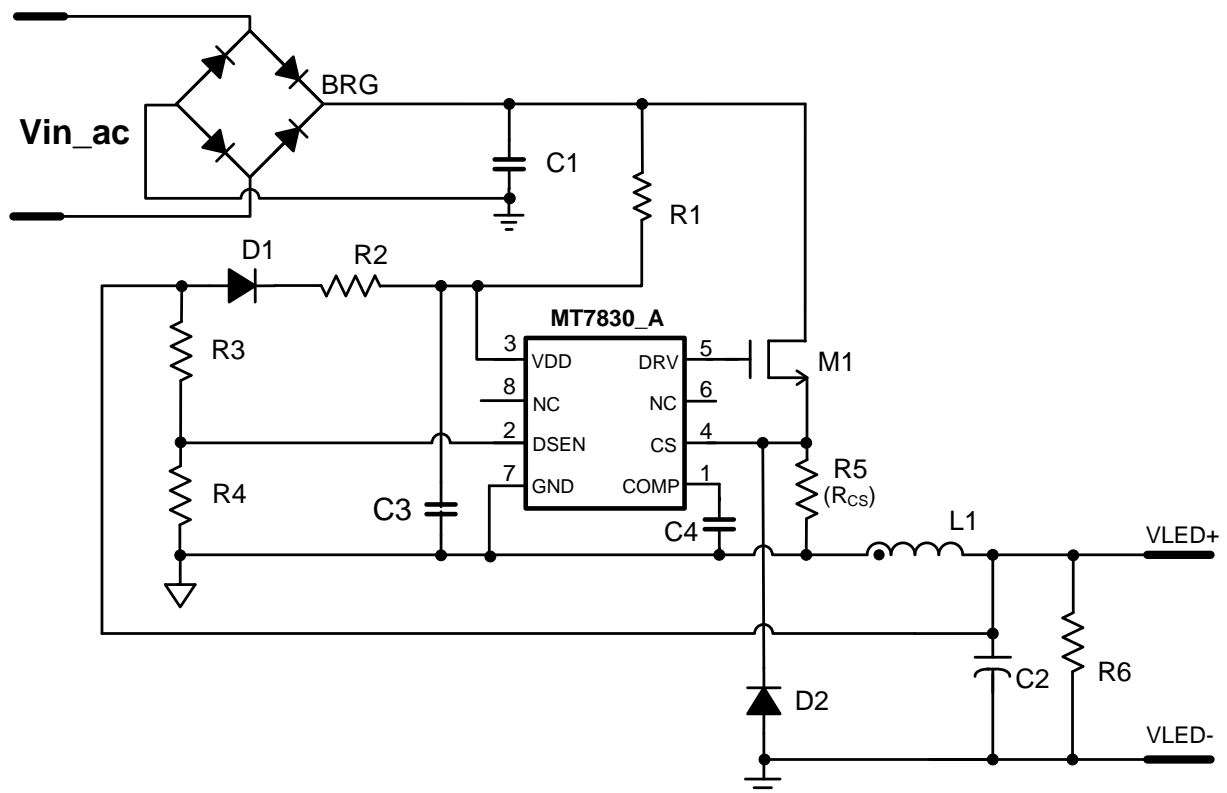 BRG
Vin_ac
C1
R1
D1
R2
MT7830_A
R3
3
VDD
DRV
5
M1
8
NC
NC
6
2
DSEN
CS
4
R4
7
GND
COMP
1
R5
(RCS)
C3
C4
L1
VLED+
C2
R6
D2
VLED-